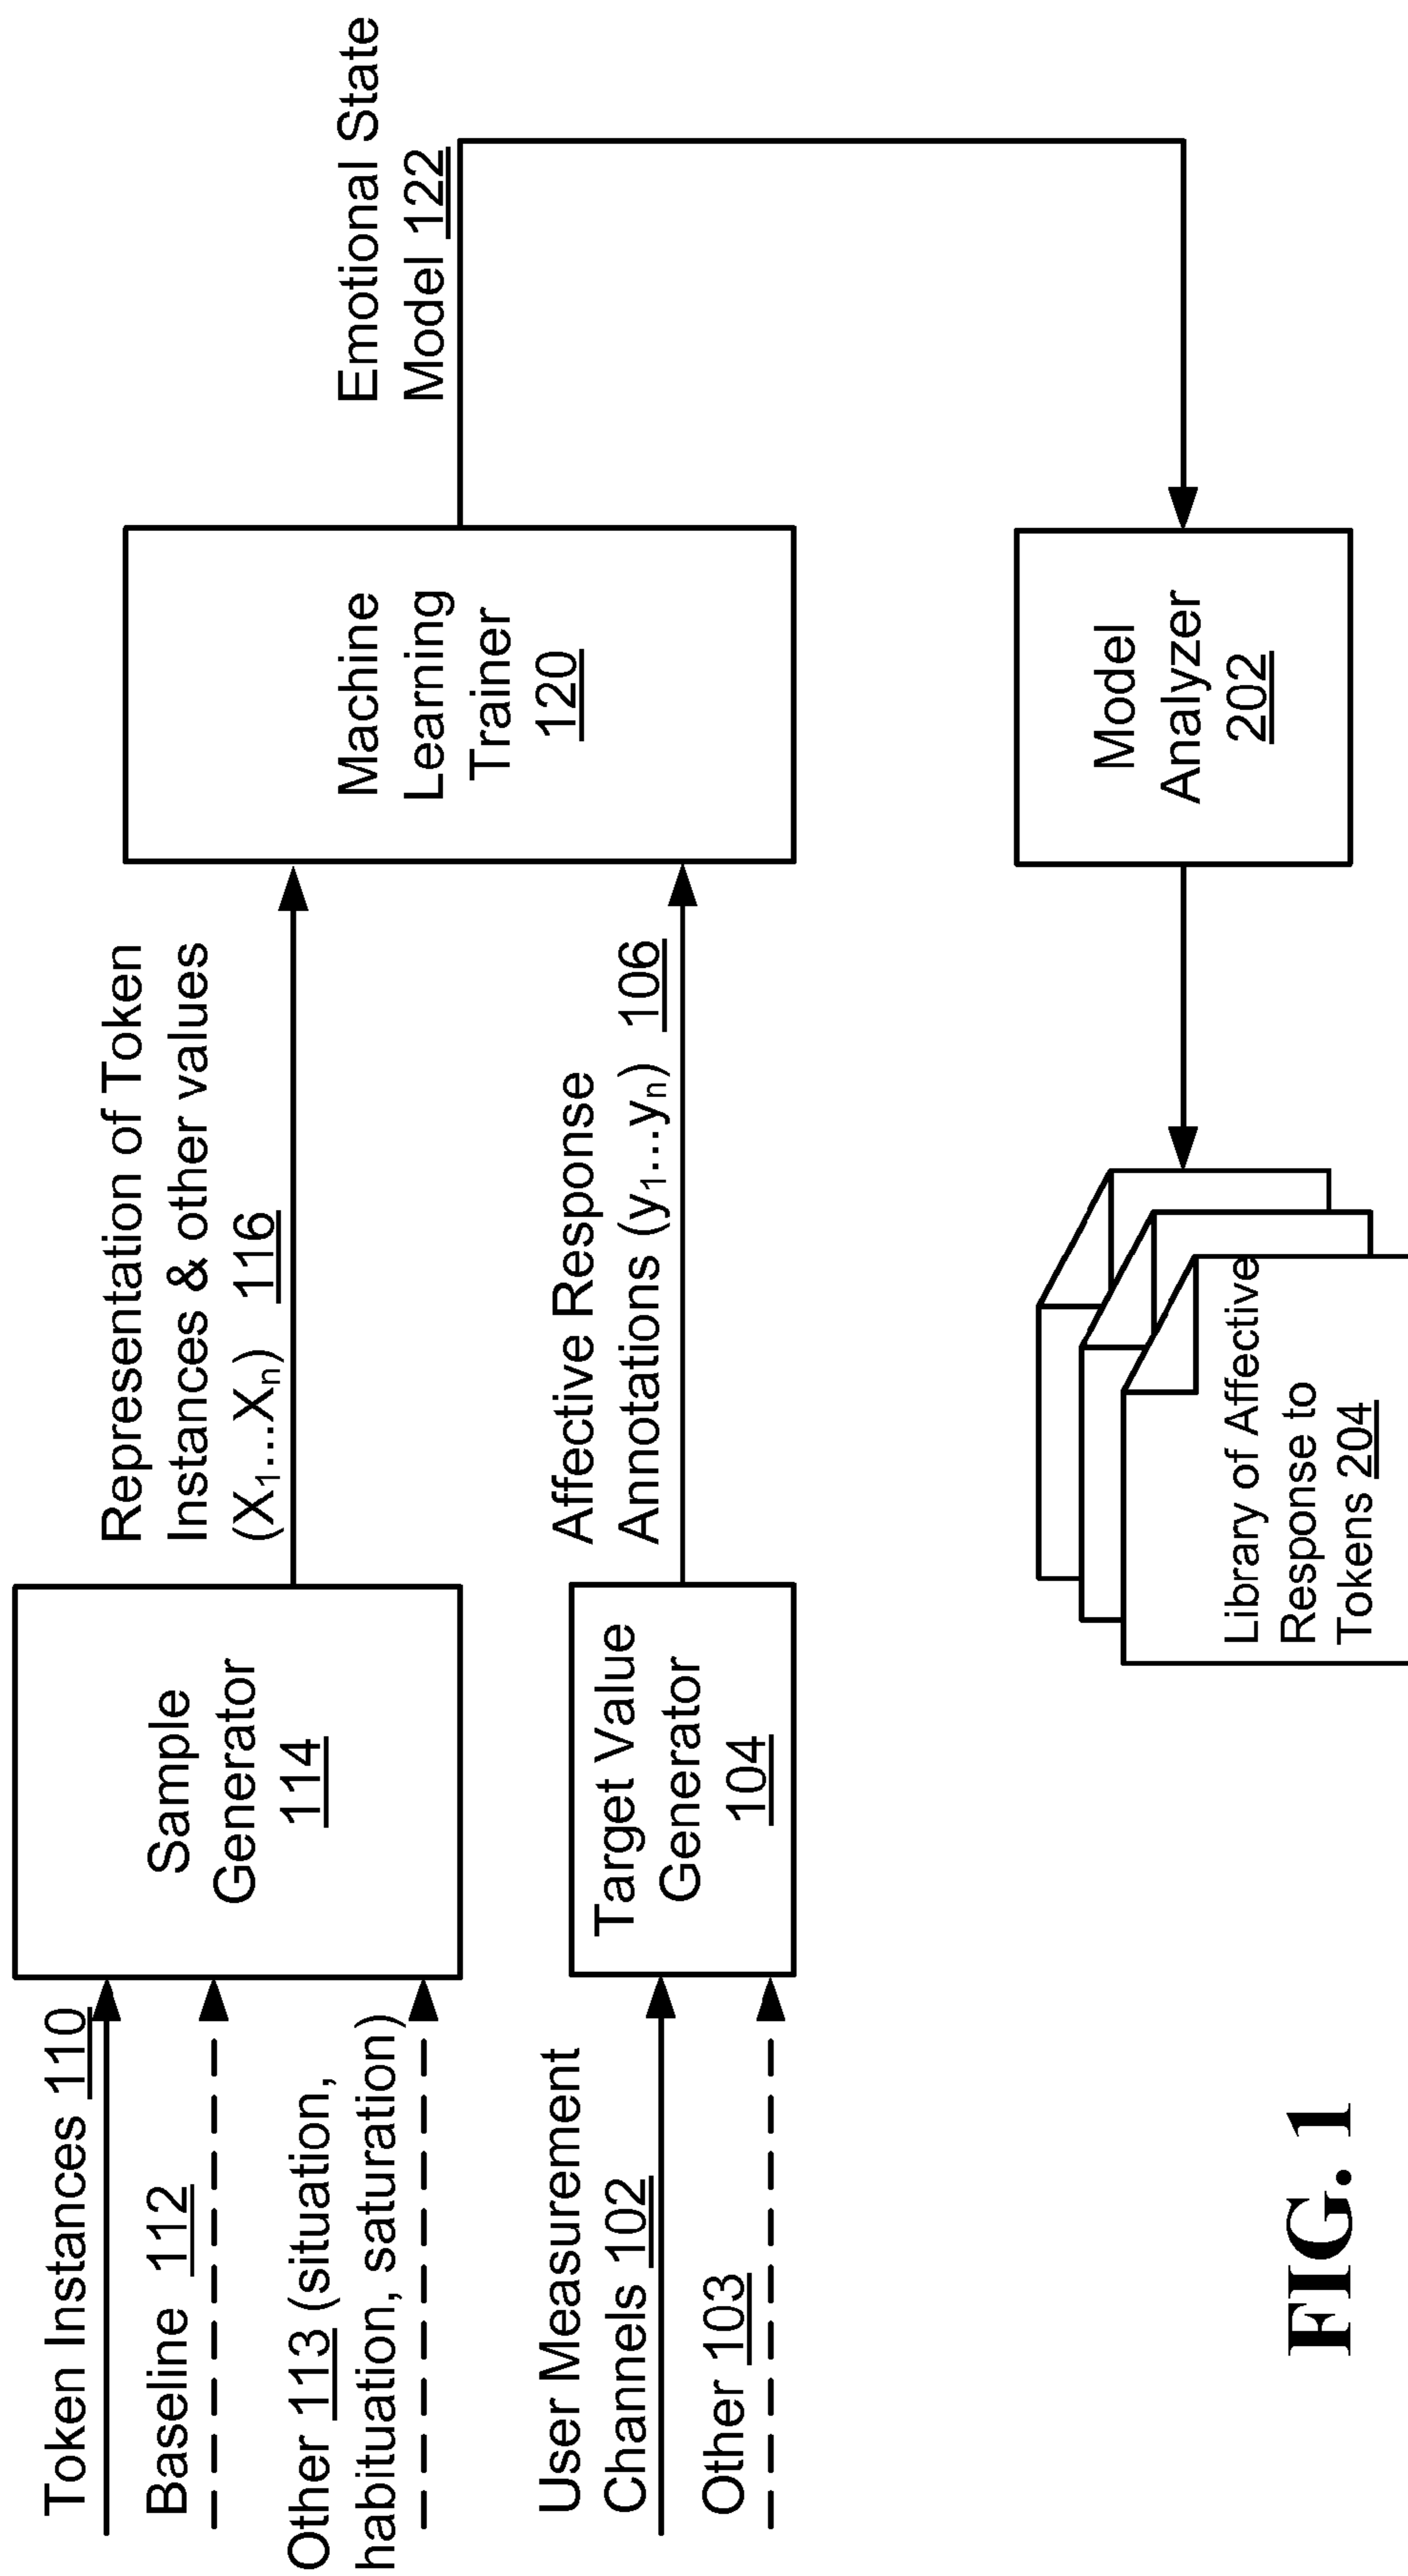 Token Instances 110
Baseline 112
Other 113 (situation,
habituation, saturation)
Sample
Generator
114
Representation of Token
Instances & other values
(X₁...Xₙ) 116
User Measurement
Channels 102
Other 103
Target Value
Generator
104
Affective Response
Annotations (y₁...yₙ) 106
Machine
Learning
Trainer
120
Emotional State
Model 122
Model
Analyzer
202
Library of Affective
Response to
Tokens 204
FIG. 1